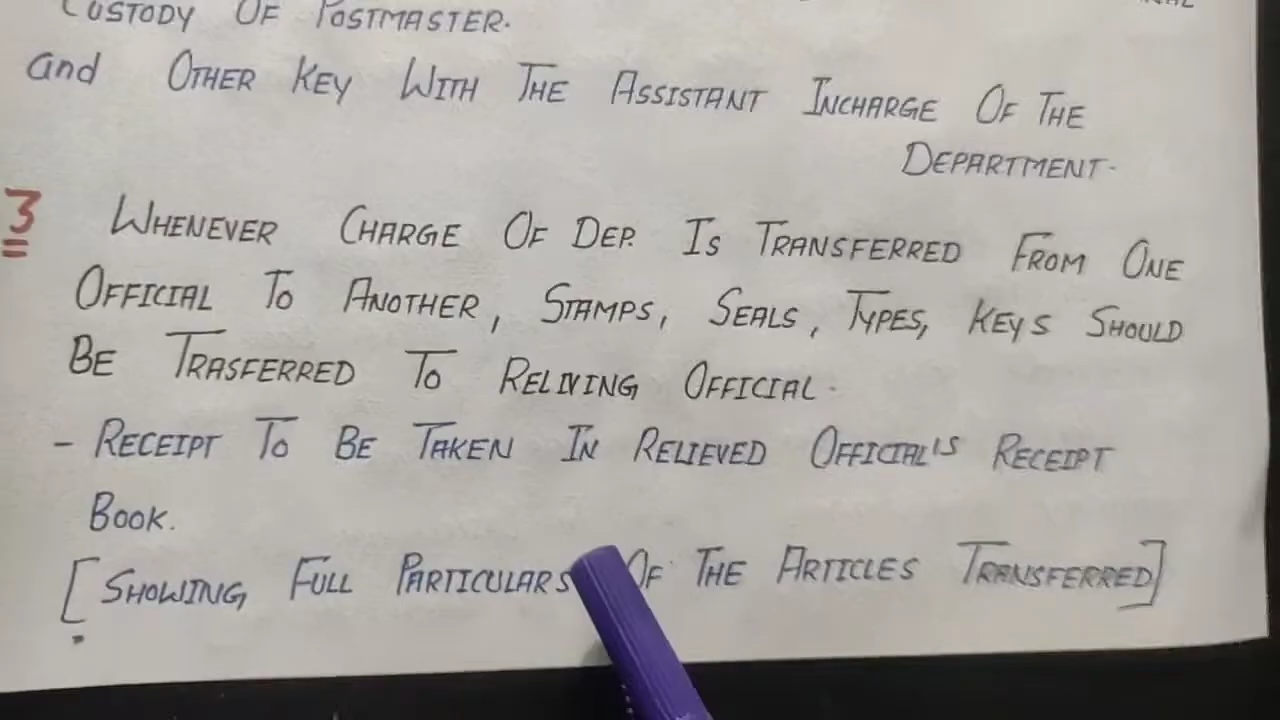 CUSTODY OF POSTMASTER.
and OTHER KEY WITH THE ASSISTANT INCHARGE OF THE
DEPARTMENT.
3 WHENEVER CHARGE OF DEP. IS TRANSFERRED FROM ONE
OFFICIAL TO ANOTHER, STAMPS, SEALS, TYPES, KEYS SHOULD
BE TRASFERRED TO RELIVING OFFICIAL.
- RECEIPT TO BE TAKEN IN RELIEVED OFFICIAL'S RECEIPT
BOOK.
[SHOWING FULL PARTICULARS OF THE ARTICLES TRANSFERRED]